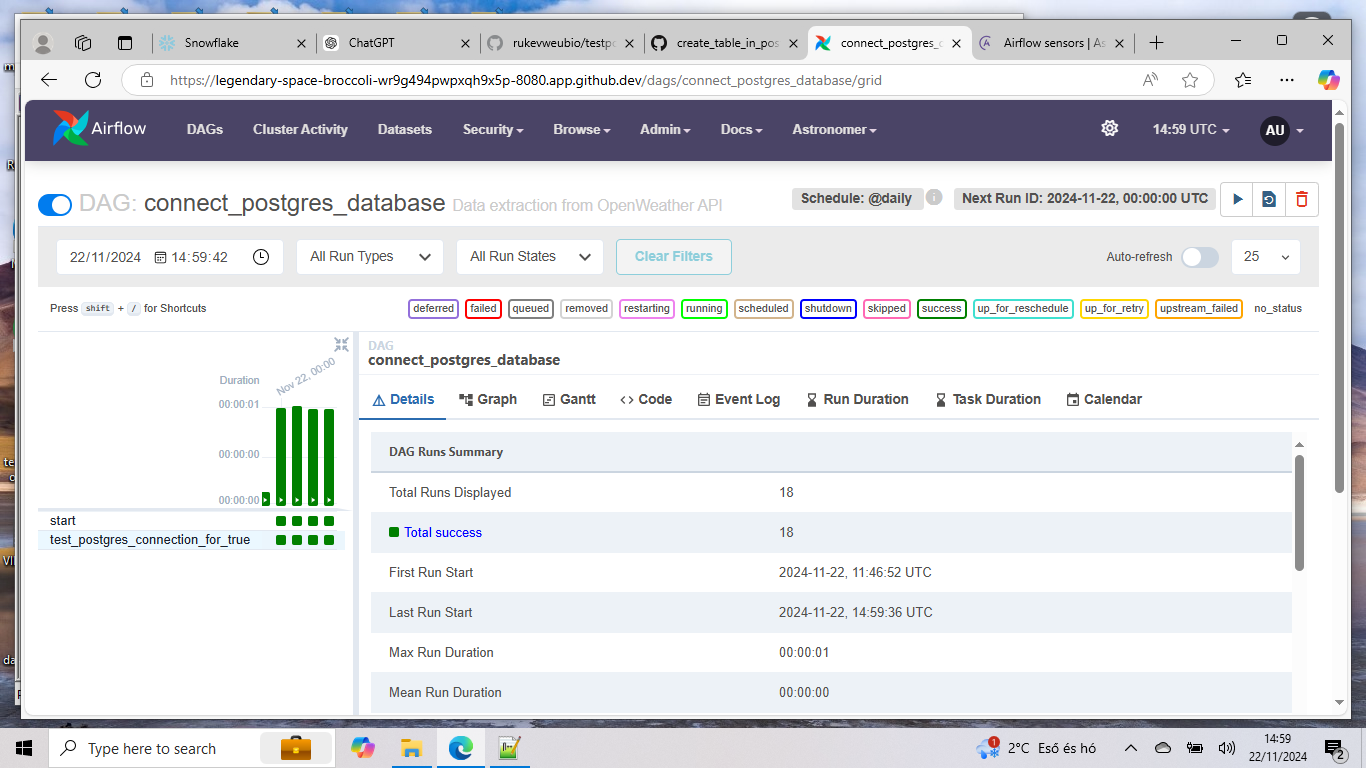 Snowflake
ChatGPT
rukevweubio/testpo
create_table_in_pos
connect_postgres_d
Airflow sensors | As
https://legendary-space-broccoli-wr9g494pwpxqh9x5p-8080.app.github.dev/dags/connect_postgres_database/grid
Airflow DAGs Cluster Activity Datasets Security Browse Admin Docs Astronomer 14:59 UTC AU
DAG: connect_postgres_database Data extraction from OpenWeather API Schedule: @daily Next Run ID: 2024-11-22, 00:00:00 UTC
22/11/2024 14:59:42 All Run Types All Run States Clear Filters Auto-refresh 25
Press shift + / for Shortcuts deferred failed queued removed restarting running scheduled shutdown skipped success up_for_reschedule up_for_retry upstream_failed no_status
Nov 22, 00:00
Duration
00:00:01
00:00:00
00:00:00
start
test_postgres_connection_for_true
DAG
connect_postgres_database
Details Graph Gantt Code Event Log Run Duration Task Duration Calendar
DAG Runs Summary
Total Runs Displayed 18
Total success 18
First Run Start 2024-11-22, 11:46:52 UTC
Last Run Start 2024-11-22, 14:59:36 UTC
Max Run Duration 00:00:01
Mean Run Duration 00:00:00
Type here to search
1
2°C Eső és hó
14:59
22/11/2024
2